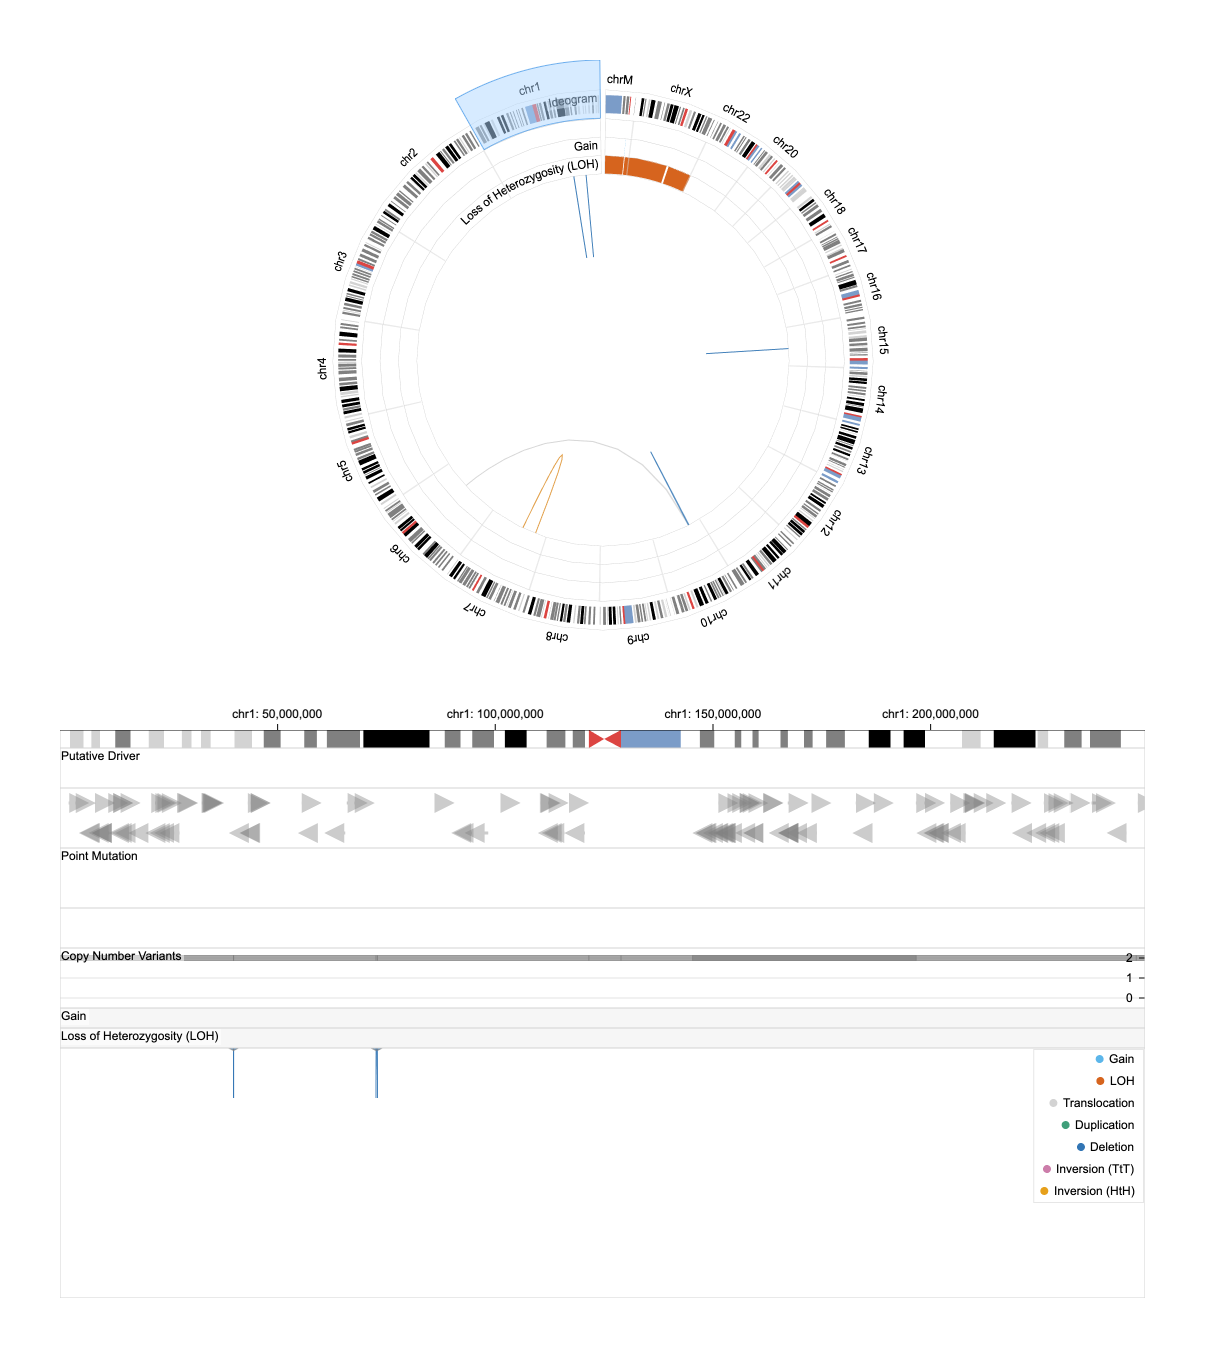 chrM
chrX
chr22
chr20
chr18
chr17
chr16
chr15
chr14
chr13
chr12
chr11
chr10
chr9
chr8
chr7
chr6
chr5
chr4
chr3
chr2
chr1
Ideogram
Gain
Loss of Heterozygosity (LOH)
chr1: 50,000,000
chr1: 100,000,000
chr1: 150,000,000
chr1: 200,000,000
Putative Driver
Point Mutation
Copy Number Variants
2
1
0
Gain
Loss of Heterozygosity (LOH)
Gain
LOH
Translocation
Duplication
Deletion
Inversion (TtT)
Inversion (HtH)